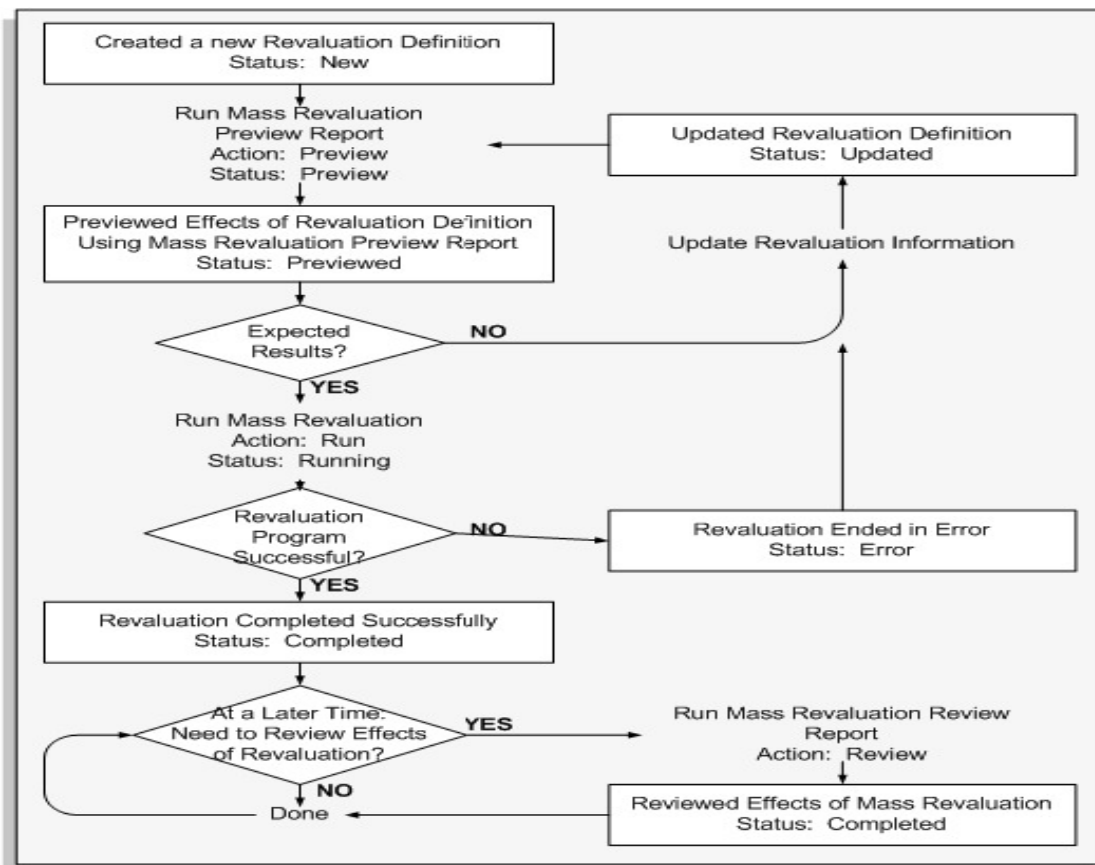 Created a new Revaluation Definition
Status: New
Run Mass Revaluation
Preview Report
Action: Preview
Status: Preview
Updated Revaluation Definition
Status: Updated
Previewed Effects of Revaluation Definition
Using Mass Revaluation Preview Report
Status: Previewed
Update Revaluation Information
Expected
Results?
NO
YES
Run Mass Revaluation
Action: Run
Status: Running
Revaluation
Program
Successful?
NO
Revaluation Ended in Error
Status: Error
YES
Revaluation Completed Successfully
Status: Completed
At a Later Time:
Need to Review Effects
of Revaluation?
YES
Run Mass Revaluation Review
Report
Action: Review
NO
Done
Reviewed Effects of Mass Revaluation
Status: Completed